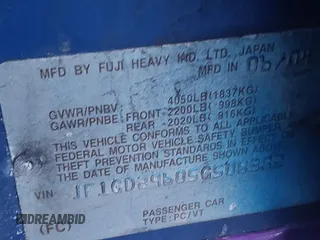 MFD BY FUJI HEAVY IND. LTD. JAPAN
MFD IN
GVWR/PNBV: 4050LB(1837KG)
GAWR/PNBE: FRONT 2200LB( 998KG)
REAR 2020LB( 916KG)
THIS VEHICLE CONFORMS TO ALL APPLICABLE
FEDERAL MOTOR VEHICLE SAFETY, BUMPER
AND THEFT PREVENTION STANDARDS IN EFFECT ON
THE DATE OF MANUFACTURE SHOWN ABOVE.
VIN
PASSENGER CAR
TYPE:PC/VT
(FC)
DREAMBID